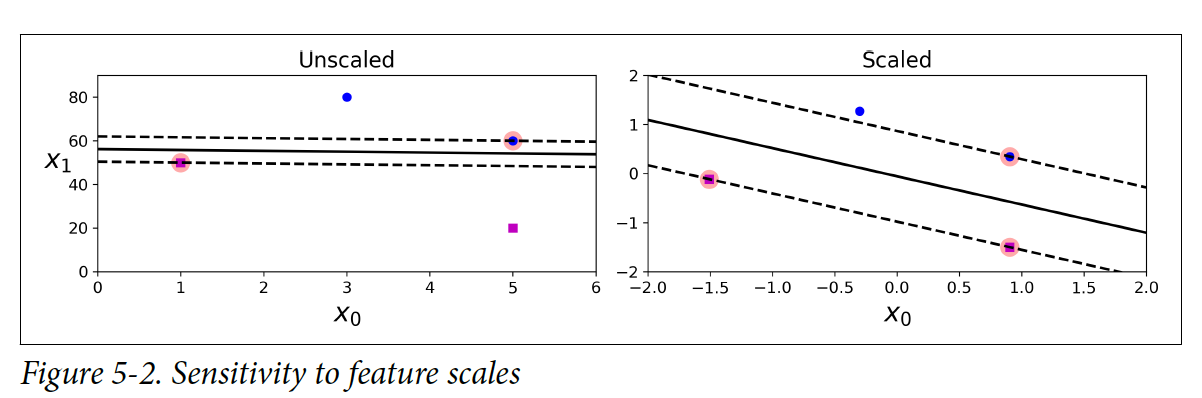 Unscaled
80
60
40
20
0
x1
0 1 2 3 4 5 6
x0
Scaled
2
1
0
−1
−2
−2.0 −1.5 −1.0 −0.5 0.0 0.5 1.0 1.5 2.0
x0
Figure 5-2. Sensitivity to feature scales